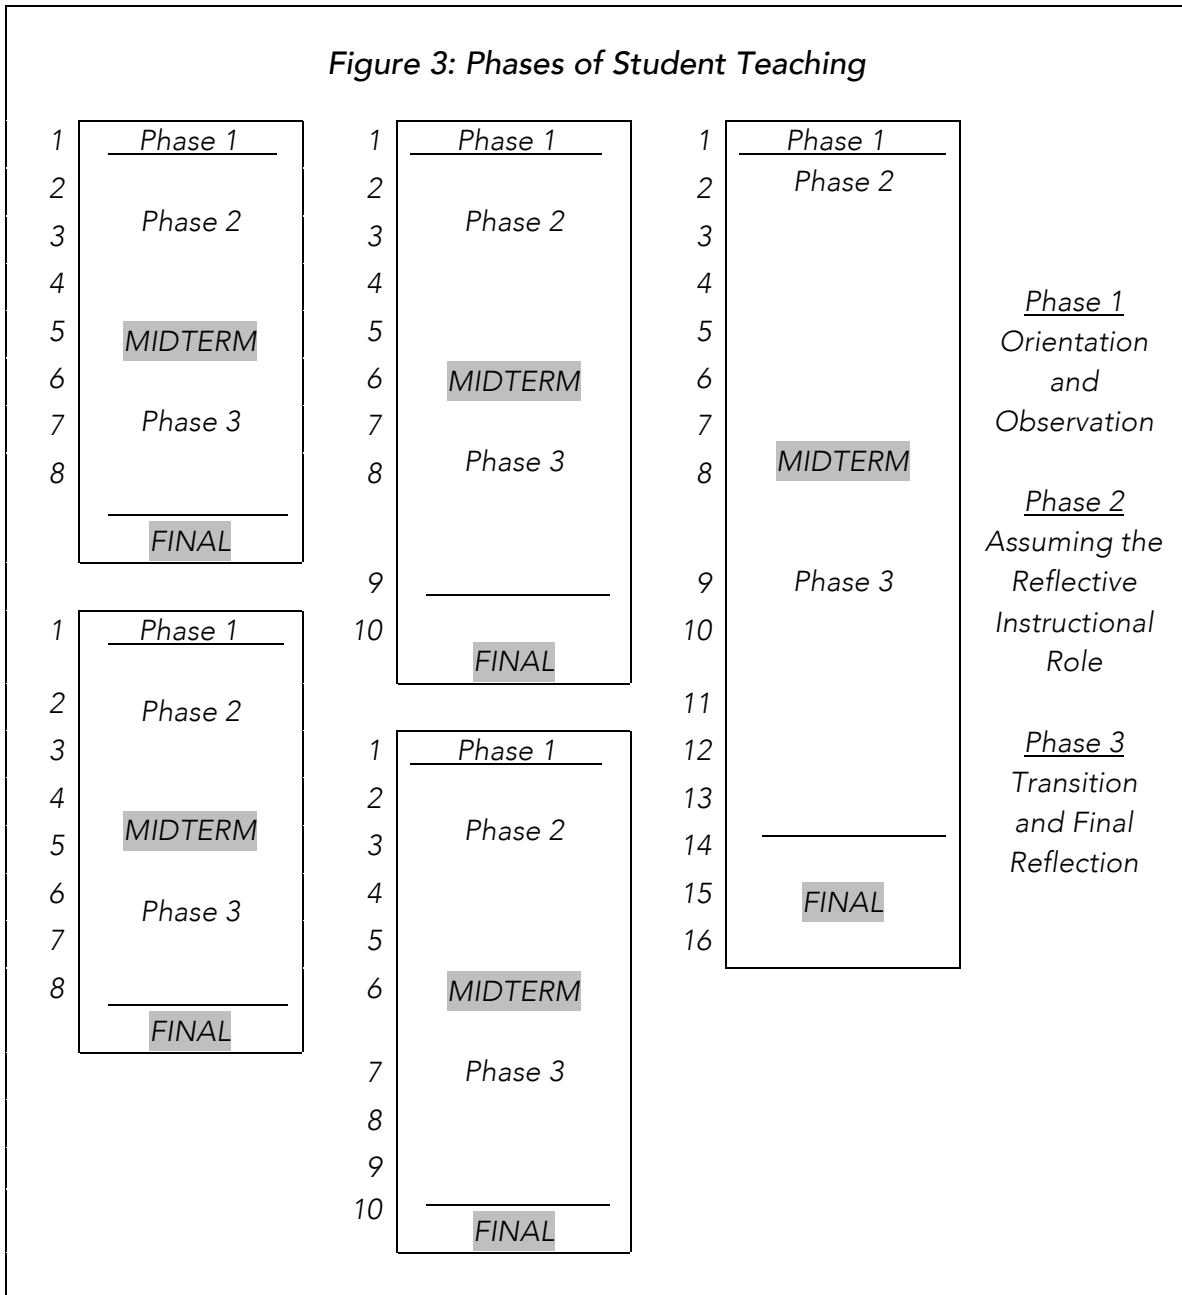 Figure 3: Phases of Student Teaching
1 Phase 1
2
Phase 2
3
4
5 MIDTERM
6
7 Phase 3
8
FINAL
1 Phase 1
2 Phase 2
3
4
MIDTERM
5
6 Phase 3
7
8
FINAL
1 Phase 1
2
3 Phase 2
4
5
6 MIDTERM
7
8 Phase 3
9
10
FINAL
1 Phase 1
2
3 Phase 2
4
5
6 MIDTERM
7 Phase 3
8
9
10
FINAL
1 Phase 1
2 Phase 2
3
4
5
6
7
8 MIDTERM
9 Phase 3
10
11
12
13
14
15 FINAL
16
Phase 1
Orientation
and
Observation
Phase 2
Assuming the
Reflective
Instructional
Role
Phase 3
Transition
and Final
Reflection